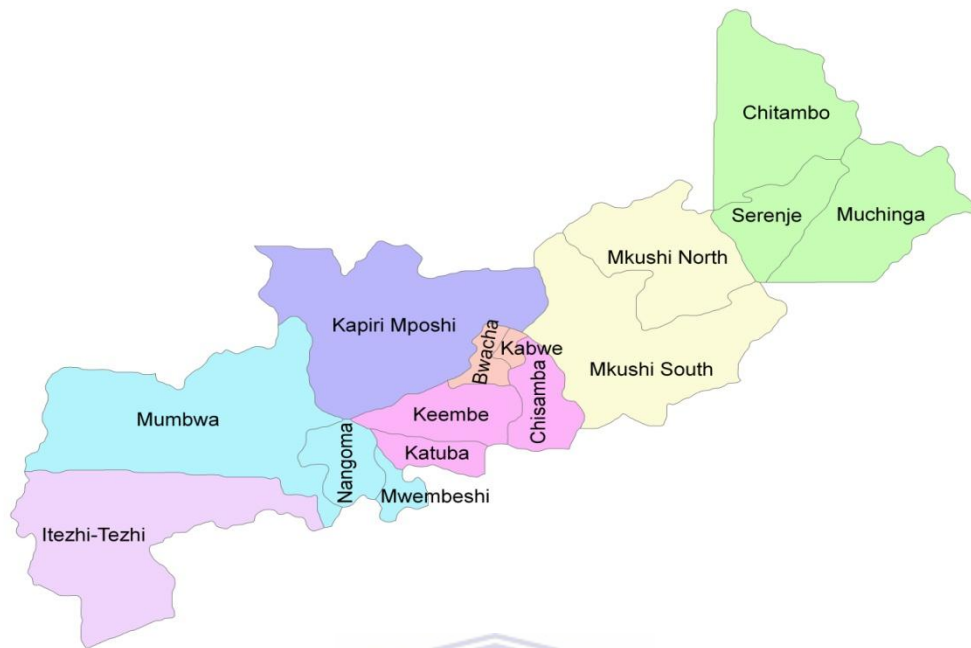 Chitambo
Serenje
Muchinga
Mkushi North
Kapiri Mposhi
Bwacha
Kabwe
Mkushi South
Chisamba
Keembe
Mumbwa
Katuba
Nangoma
Mwembeshi
Itezhi-Tezhi